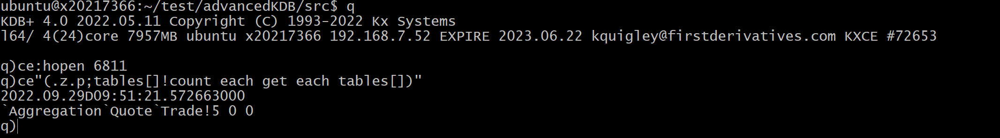 ubuntu@x20217366:~/test/advancedKDB/src$ q
KDB+ 4.0 2022.05.11 Copyright (C) 1993-2022 Kx Systems
l64/ 4(24)core 7957MB ubuntu x20217366 192.168.7.52 EXPIRE 2023.06.22 kquigley@firstderivatives.com KXCE #72653
q)ce:hopen 6811
q)ce"(.z.p;tables[]!count each get each tables[])"
2022.09.29D09:51:21.572663000
`Aggregation`Quote`Trade!5 0 0
q)